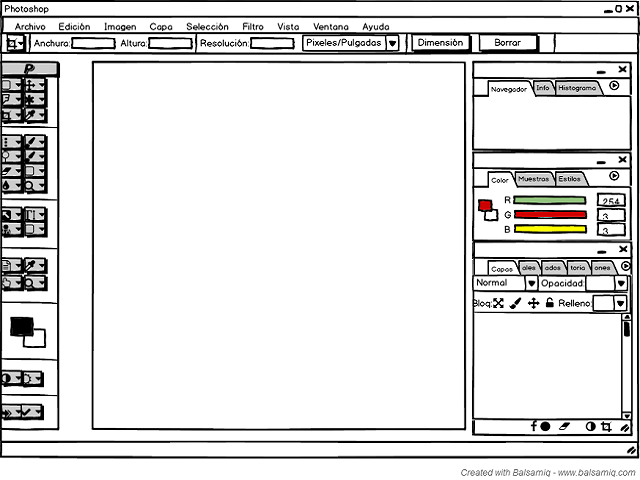 Photoshop
Archivo Edición Imagen Capa Selección Filtro Vista Ventana Ayuda
Anchura: Altura: Resolución: Pixeles/Pulgadas Dimensión Borrar
P
Navegador Info Histograma
Color Muestras Estilos
R 254
G 3
B 3
Capas ales ados toria ones
Normal Opacidad:
Bloq: Relleno:
f
T
Created with Balsamiq - www.balsamiq.com